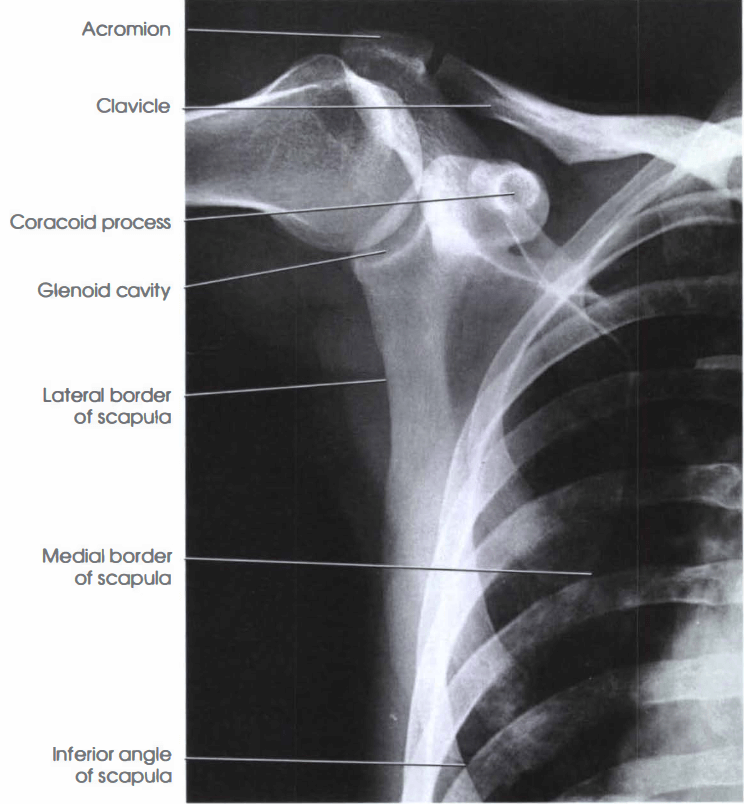 Acromion
Clavicle
Coracoid process
Glenoid cavity
Lateral border
of scapula
Medial border
of scapula
Inferior angle
of scapula